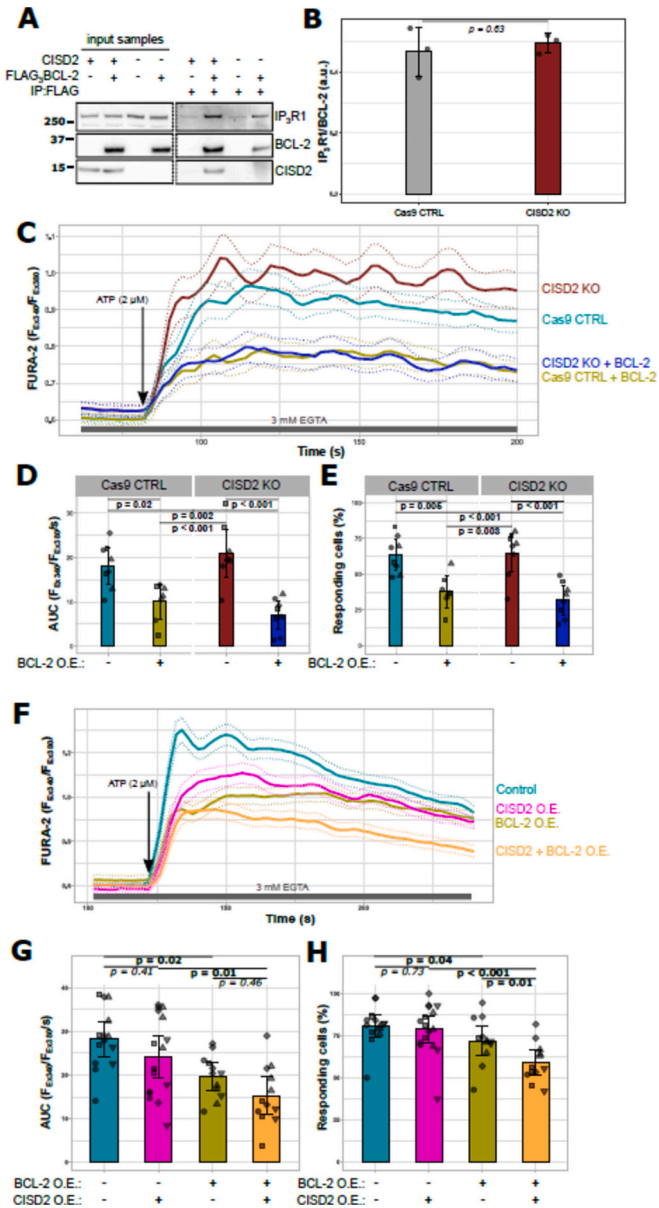 A
input samples
CISD2 + + - - + + - -
FLAG3BCL-2 - + - + - + - +
IP:FLAG + + + +
250
IP3R1
37
BCL-2
15
CISD2
B
p = 0.63
IP3R1/BCL-2 (a.u.)
Cas9 CTRL
CISD2 KO
C
FURA-2 (FEx340/FEx380)
ATP (2 µM)
CISD2 KO
Cas9 CTRL
CISD2 KO + BCL-2
Cas9 CTRL + BCL-2
3 mM EGTA
100
150
200
Time (s)
D
Cas9 CTRL
CISD2 KO
p = 0.02
p < 0.001
p = 0.002
p < 0.001
AUC (FEx340/FEx380/s)
BCL-2 O.E.: - + - +
E
Cas9 CTRL
CISD2 KO
p = 0.005
p < 0.001
p < 0.001
p = 0.003
Responding cells (%)
BCL-2 O.E.: - + - +
F
FURA-2 (FEx340/FEx380)
ATP (2 µM)
Control
CISD2 O.E.
BCL-2 O.E.
CISD2 + BCL-2 O.E.
3 mM EGTA
Time (s)
G
p = 0.02
p = 0.41
p = 0.01
p = 0.46
AUC (FEx340/FEx380/s)
BCL-2 O.E.: - - + +
CISD2 O.E.: - + - +
H
p = 0.04
p = 0.73
p < 0.001
p = 0.01
Responding cells (%)
BCL-2 O.E.: - - + +
CISD2 O.E.: - + - +